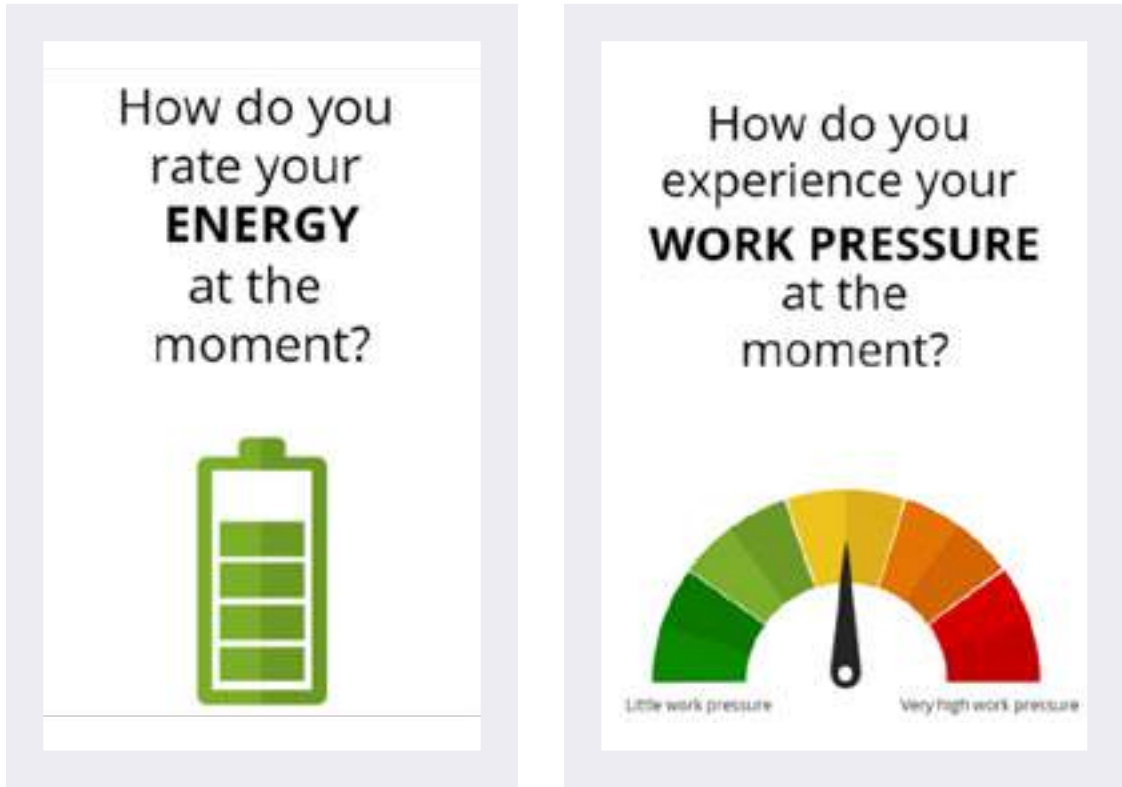 How do you
rate your
ENERGY
at the
moment?
How do you
experience your
WORK PRESSURE
at the
moment?
Little work pressure
Very high work pressure